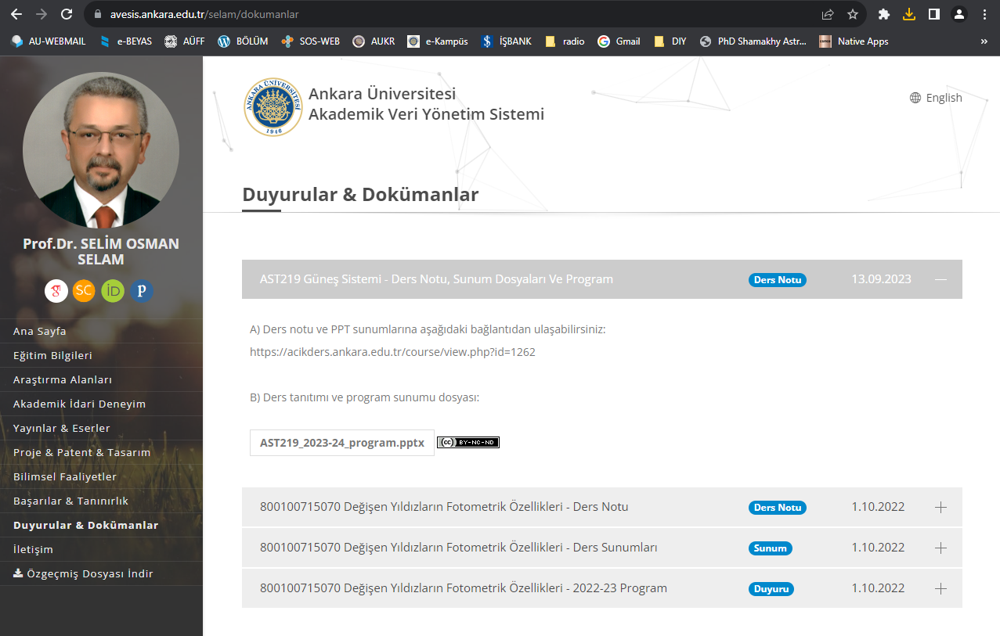 avesis.ankara.edu.tr/selam/dokumanlar
AU-WEBMAIL e-BEYAS AÜFF BÖLÜM SOS-WEB AUKR e-Kampüs İŞBANK radio Gmail DIY PhD Shamakhy Astr... Native Apps »
ANKARA ÜNİVERSİTESİ
1946
Ankara Üniversitesi
Akademik Veri Yönetim Sistemi
English
Duyurular & Dokümanlar
Prof.Dr. SELİM OSMAN
SELAM
SC iD p
Ana Sayfa
Eğitim Bilgileri
Araştırma Alanları
Akademik İdari Deneyim
Yayınlar & Eserler
Proje & Patent & Tasarım
Bilimsel Faaliyetler
Başarılar & Tanınırlık
Duyurular & Dokümanlar
İletişim
Özgeçmiş Dosyası İndir
AST219 Güneş Sistemi - Ders Notu, Sunum Dosyaları Ve Program Ders Notu 13.09.2023
A) Ders notu ve PPT sunumlarına aşağıdaki bağlantıdan ulaşabilirsiniz:
https://acikders.ankara.edu.tr/course/view.php?id=1262
B) Ders tanıtımı ve program sunumu dosyası:
AST219_2023-24_program.pptx (cc) BY-NC-ND
800100715070 Değişen Yıldızların Fotometrik Özellikleri - Ders Notu Ders Notu 1.10.2022
800100715070 Değişen Yıldızların Fotometrik Özellikleri - Ders Sunumları Sunum 1.10.2022
800100715070 Değişen Yıldızların Fotometrik Özellikleri - 2022-23 Program Duyuru 1.10.2022